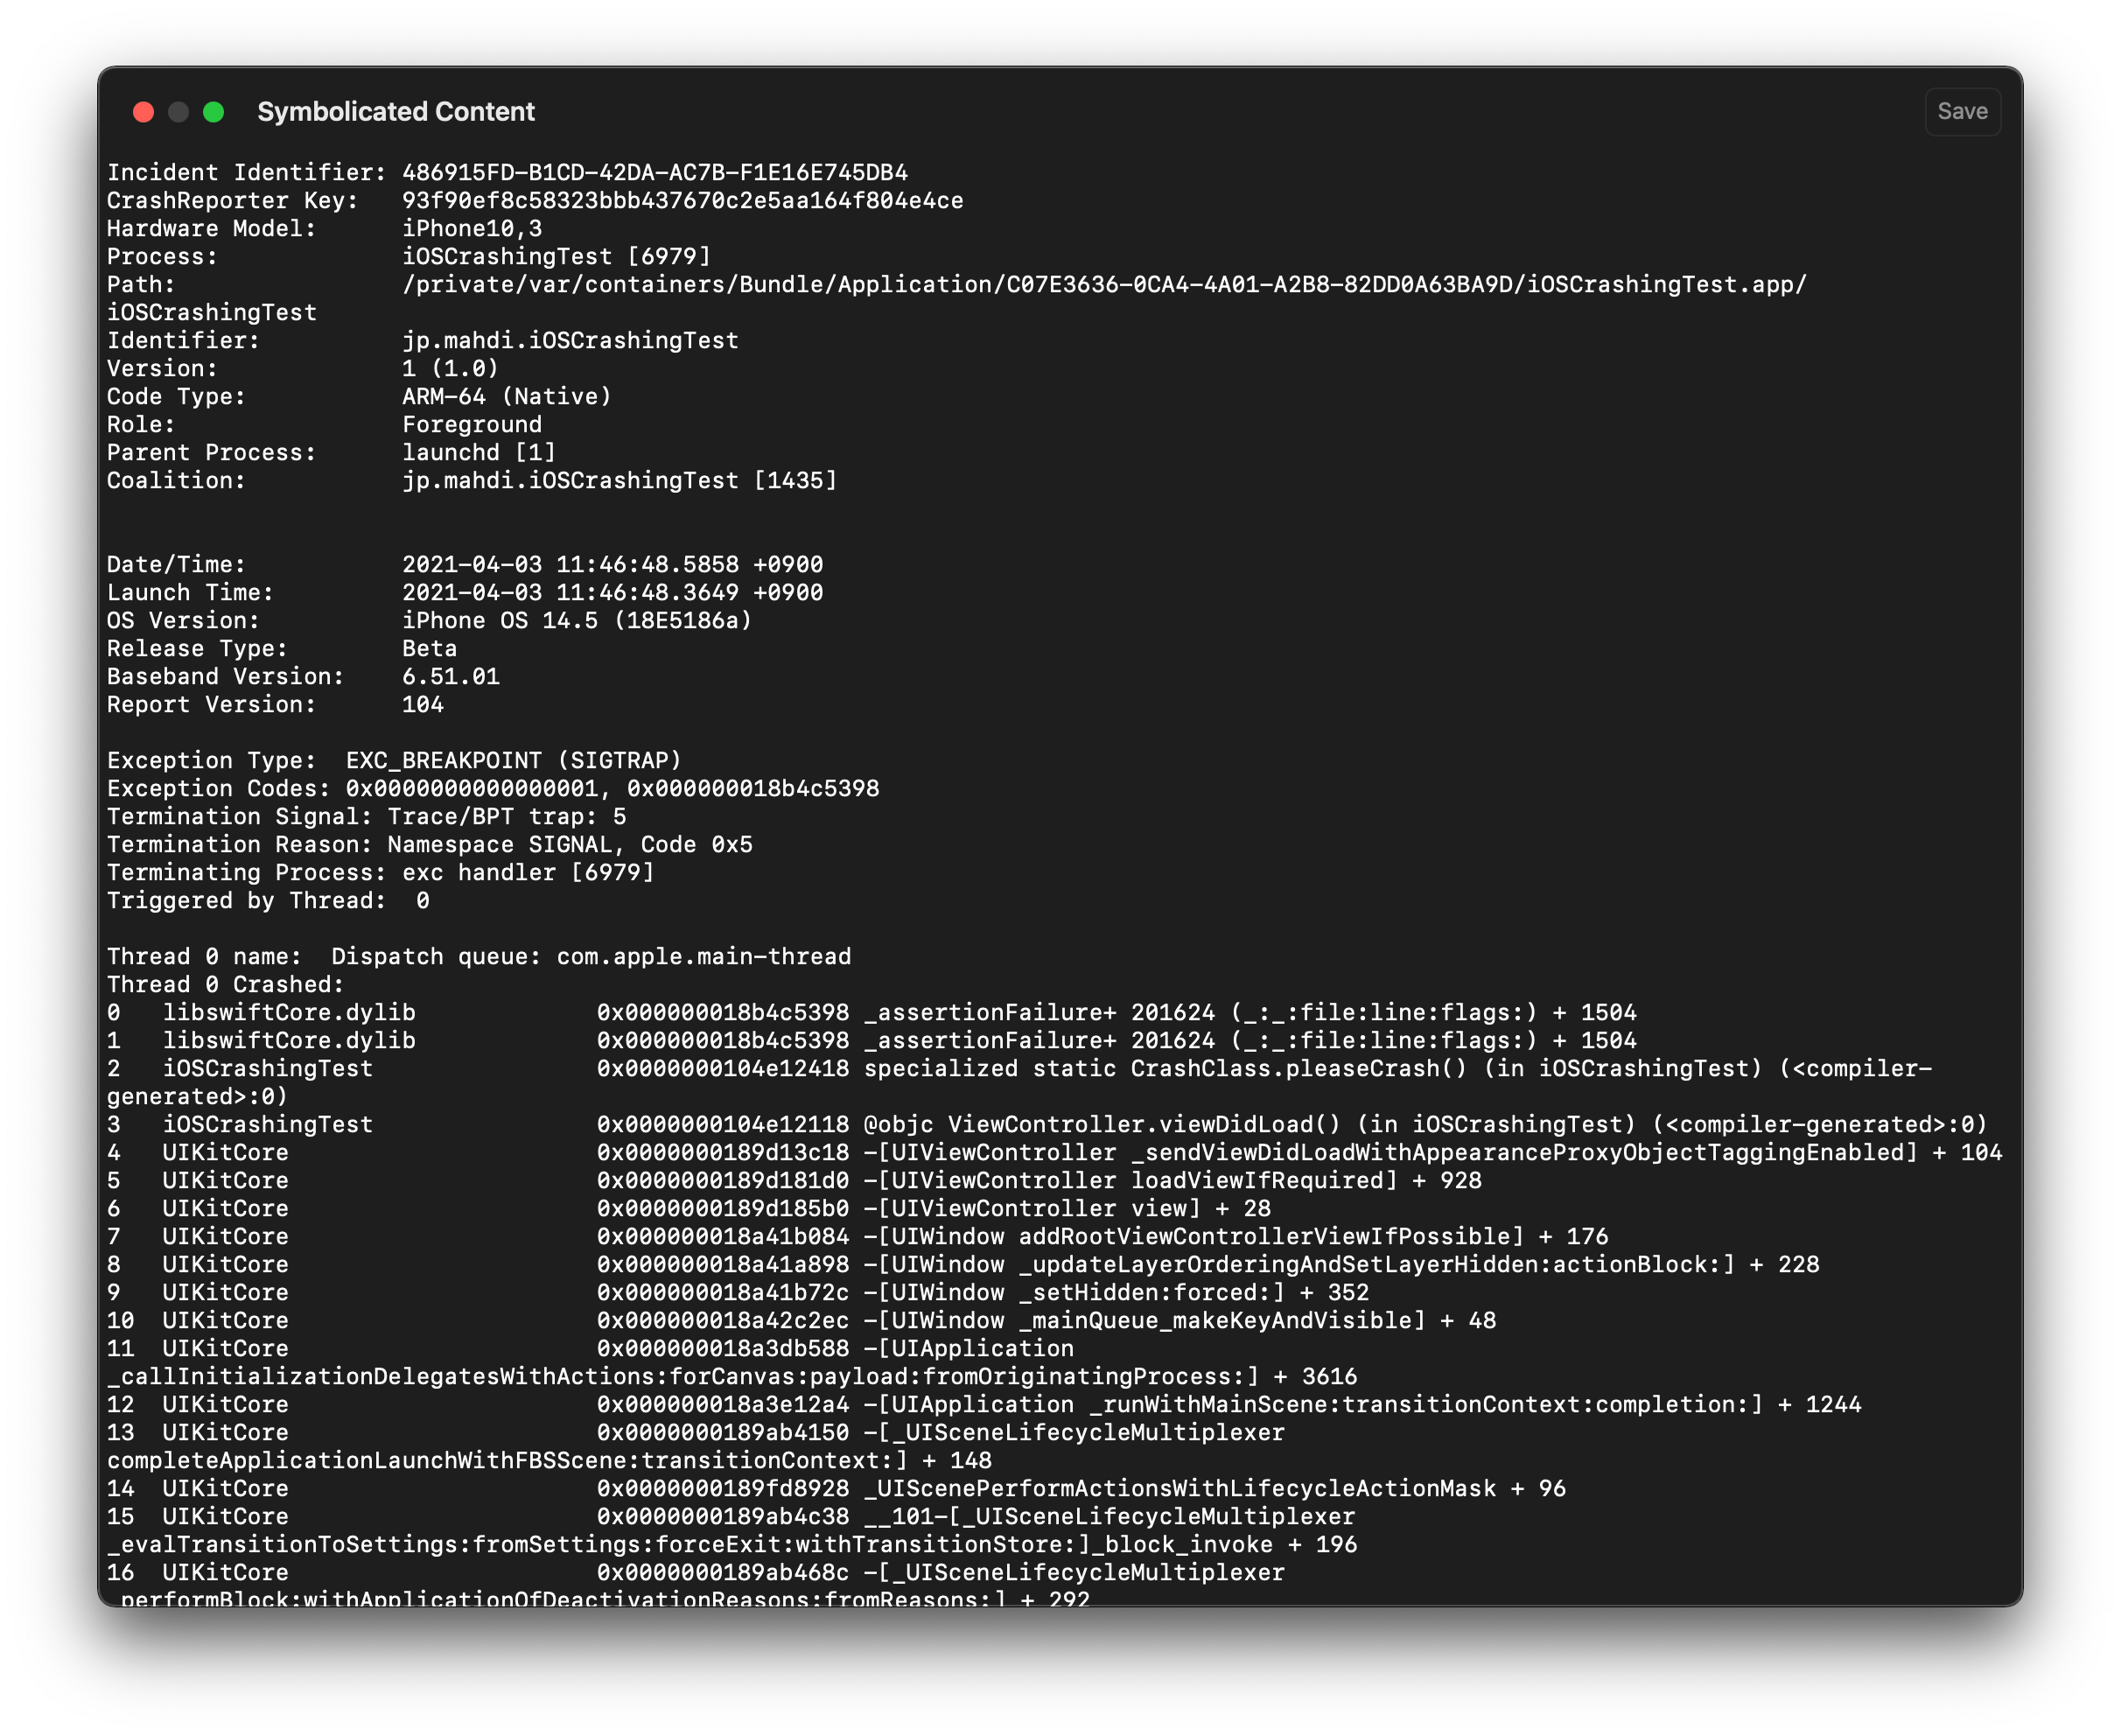 Symbolicated Content
Save
Incident Identifier: 486915FD-B1CD-42DA-AC7B-F1E16E745DB4
CrashReporter Key:   93f90ef8c58323bbb437670c2e5aa164f804e4ce
Hardware Model:      iPhone10,3
Process:             iOSCrashingTest [6979]
Path:                /private/var/containers/Bundle/Application/C07E3636-0CA4-4A01-A2B8-82DD0A63BA9D/iOSCrashingTest.app/
iOSCrashingTest
Identifier:          jp.mahdi.iOSCrashingTest
Version:             1 (1.0)
Code Type:           ARM-64 (Native)
Role:                Foreground
Parent Process:      launchd [1]
Coalition:           jp.mahdi.iOSCrashingTest [1435]
Date/Time:           2021-04-03 11:46:48.5858 +0900
Launch Time:         2021-04-03 11:46:48.3649 +0900
OS Version:          iPhone OS 14.5 (18E5186a)
Release Type:        Beta
Baseband Version:    6.51.01
Report Version:      104
Exception Type:  EXC_BREAKPOINT (SIGTRAP)
Exception Codes: 0x0000000000000001, 0x000000018b4c5398
Termination Signal: Trace/BPT trap: 5
Termination Reason: Namespace SIGNAL, Code 0x5
Terminating Process: exc handler [6979]
Triggered by Thread:  0
Thread 0 name:  Dispatch queue: com.apple.main-thread
Thread 0 Crashed:
0   libswiftCore.dylib             0x000000018b4c5398 _assertionFailure+ 201624 (_:_:file:line:flags:) + 1504
1   libswiftCore.dylib             0x000000018b4c5398 _assertionFailure+ 201624 (_:_:file:line:flags:) + 1504
2   iOSCrashingTest                0x0000000104e12418 specialized static CrashClass.pleaseCrash() (in iOSCrashingTest) (<compiler-
generated>:0)
3   iOSCrashingTest                0x0000000104e12118 @objc ViewController.viewDidLoad() (in iOSCrashingTest) (<compiler-generated>:0)
4   UIKitCore                      0x0000000189d13c18 -[UIViewController _sendViewDidLoadWithAppearanceProxyObjectTaggingEnabled] + 104
5   UIKitCore                      0x0000000189d181d0 -[UIViewController loadViewIfRequired] + 928
6   UIKitCore                      0x0000000189d185b0 -[UIViewController view] + 28
7   UIKitCore                      0x000000018a41b084 -[UIWindow addRootViewControllerViewIfPossible] + 176
8   UIKitCore                      0x000000018a41a898 -[UIWindow _updateLayerOrderingAndSetLayerHidden:actionBlock:] + 228
9   UIKitCore                      0x000000018a41b72c -[UIWindow _setHidden:forced:] + 352
10  UIKitCore                      0x000000018a42c2ec -[UIWindow _mainQueue_makeKeyAndVisible] + 48
11  UIKitCore                      0x000000018a3db588 -[UIApplication
_callInitializationDelegatesWithActions:forCanvas:payload:fromOriginatingProcess:] + 3616
12  UIKitCore                      0x000000018a3e12a4 -[UIApplication _runWithMainScene:transitionContext:completion:] + 1244
13  UIKitCore                      0x0000000189ab4150 -[_UISceneLifecycleMultiplexer
completeApplicationLaunchWithFBSScene:transitionContext:] + 148
14  UIKitCore                      0x0000000189fd8928 _UIScenePerformActionsWithLifecycleActionMask + 96
15  UIKitCore                      0x0000000189ab4c38 __101-[_UISceneLifecycleMultiplexer
_evalTransitionToSettings:fromSettings:forceExit:withTransitionStore:]_block_invoke + 196
16  UIKitCore                      0x0000000189ab468c -[_UISceneLifecycleMultiplexer
_performBlock:withApplicationOfDeactivationReasons:fromReasons:] + 292